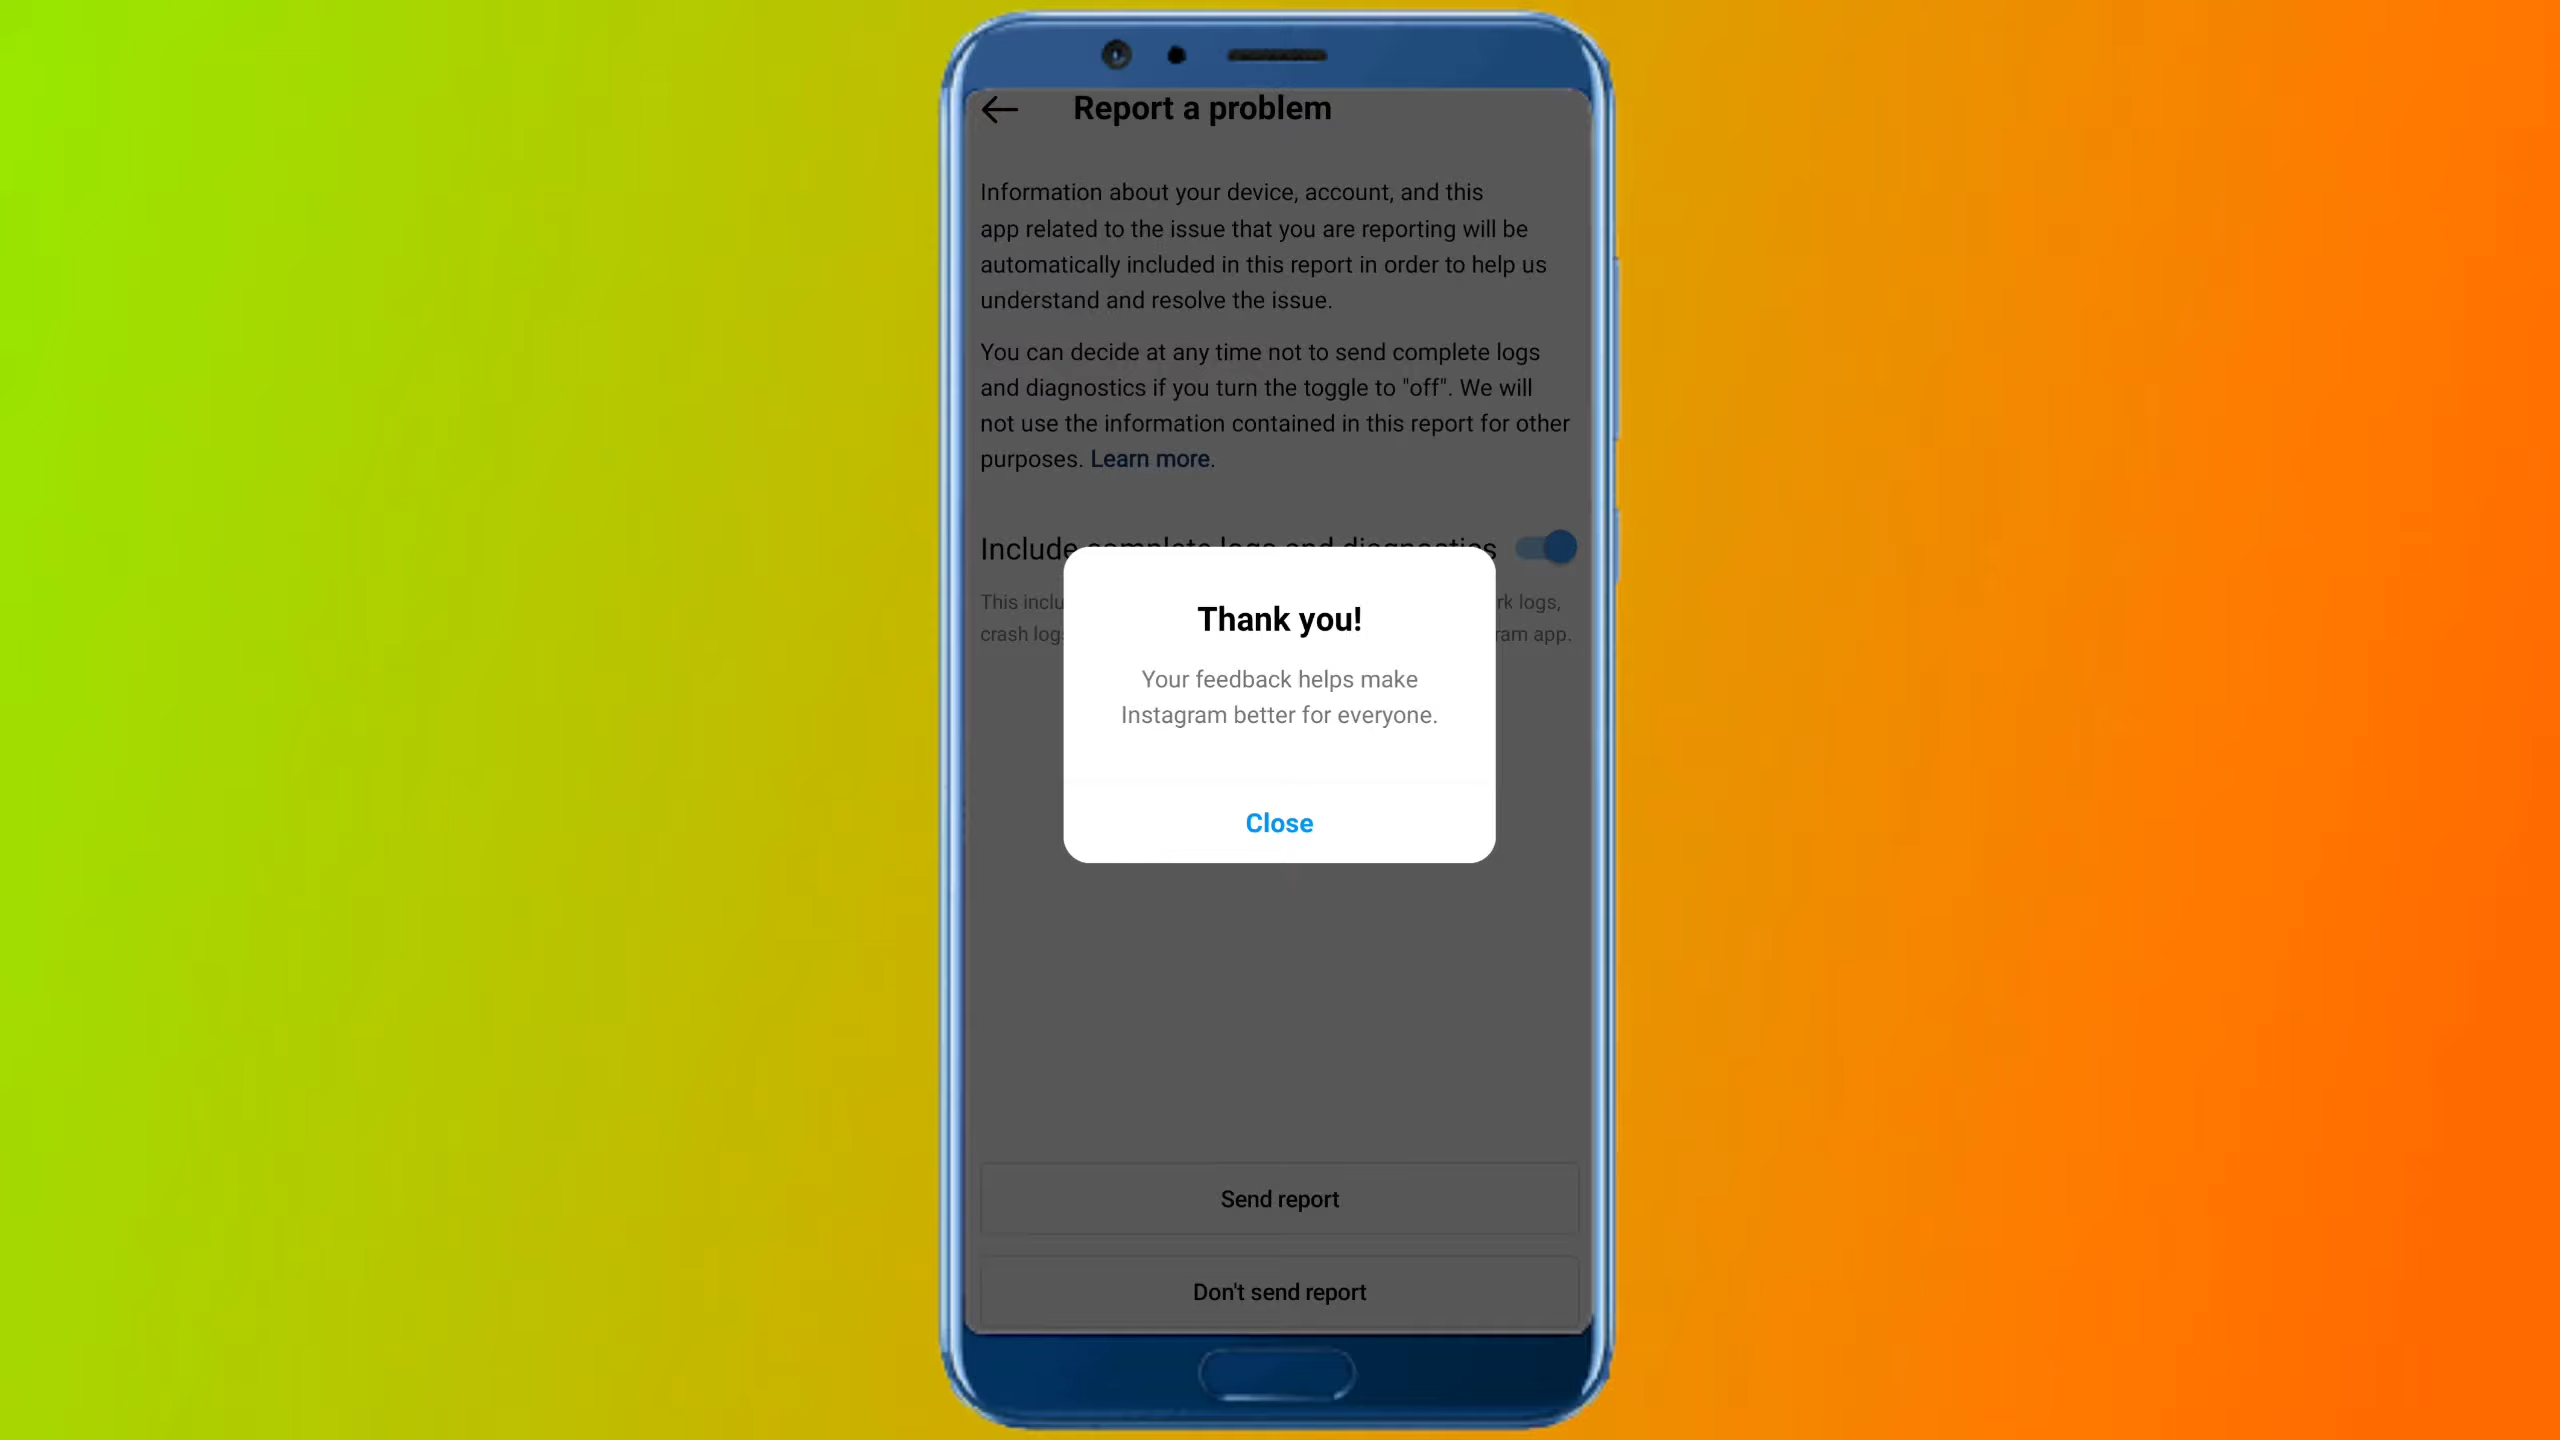 Report a problem
Information about your device, account, and this
app related to the issue that you are reporting will be
automatically included in this report in order to help us
understand and resolve the issue.
You can decide at any time not to send complete logs
and diagnostics if you turn the toggle to "off". We will
not use the information contained in this report for other
purposes. Learn more.
Include complete logs and diagnostics
This inclu rk logs,
crash log ram app.
Thank you!
Your feedback helps make
Instagram better for everyone.
Close
Send report
Don't send report